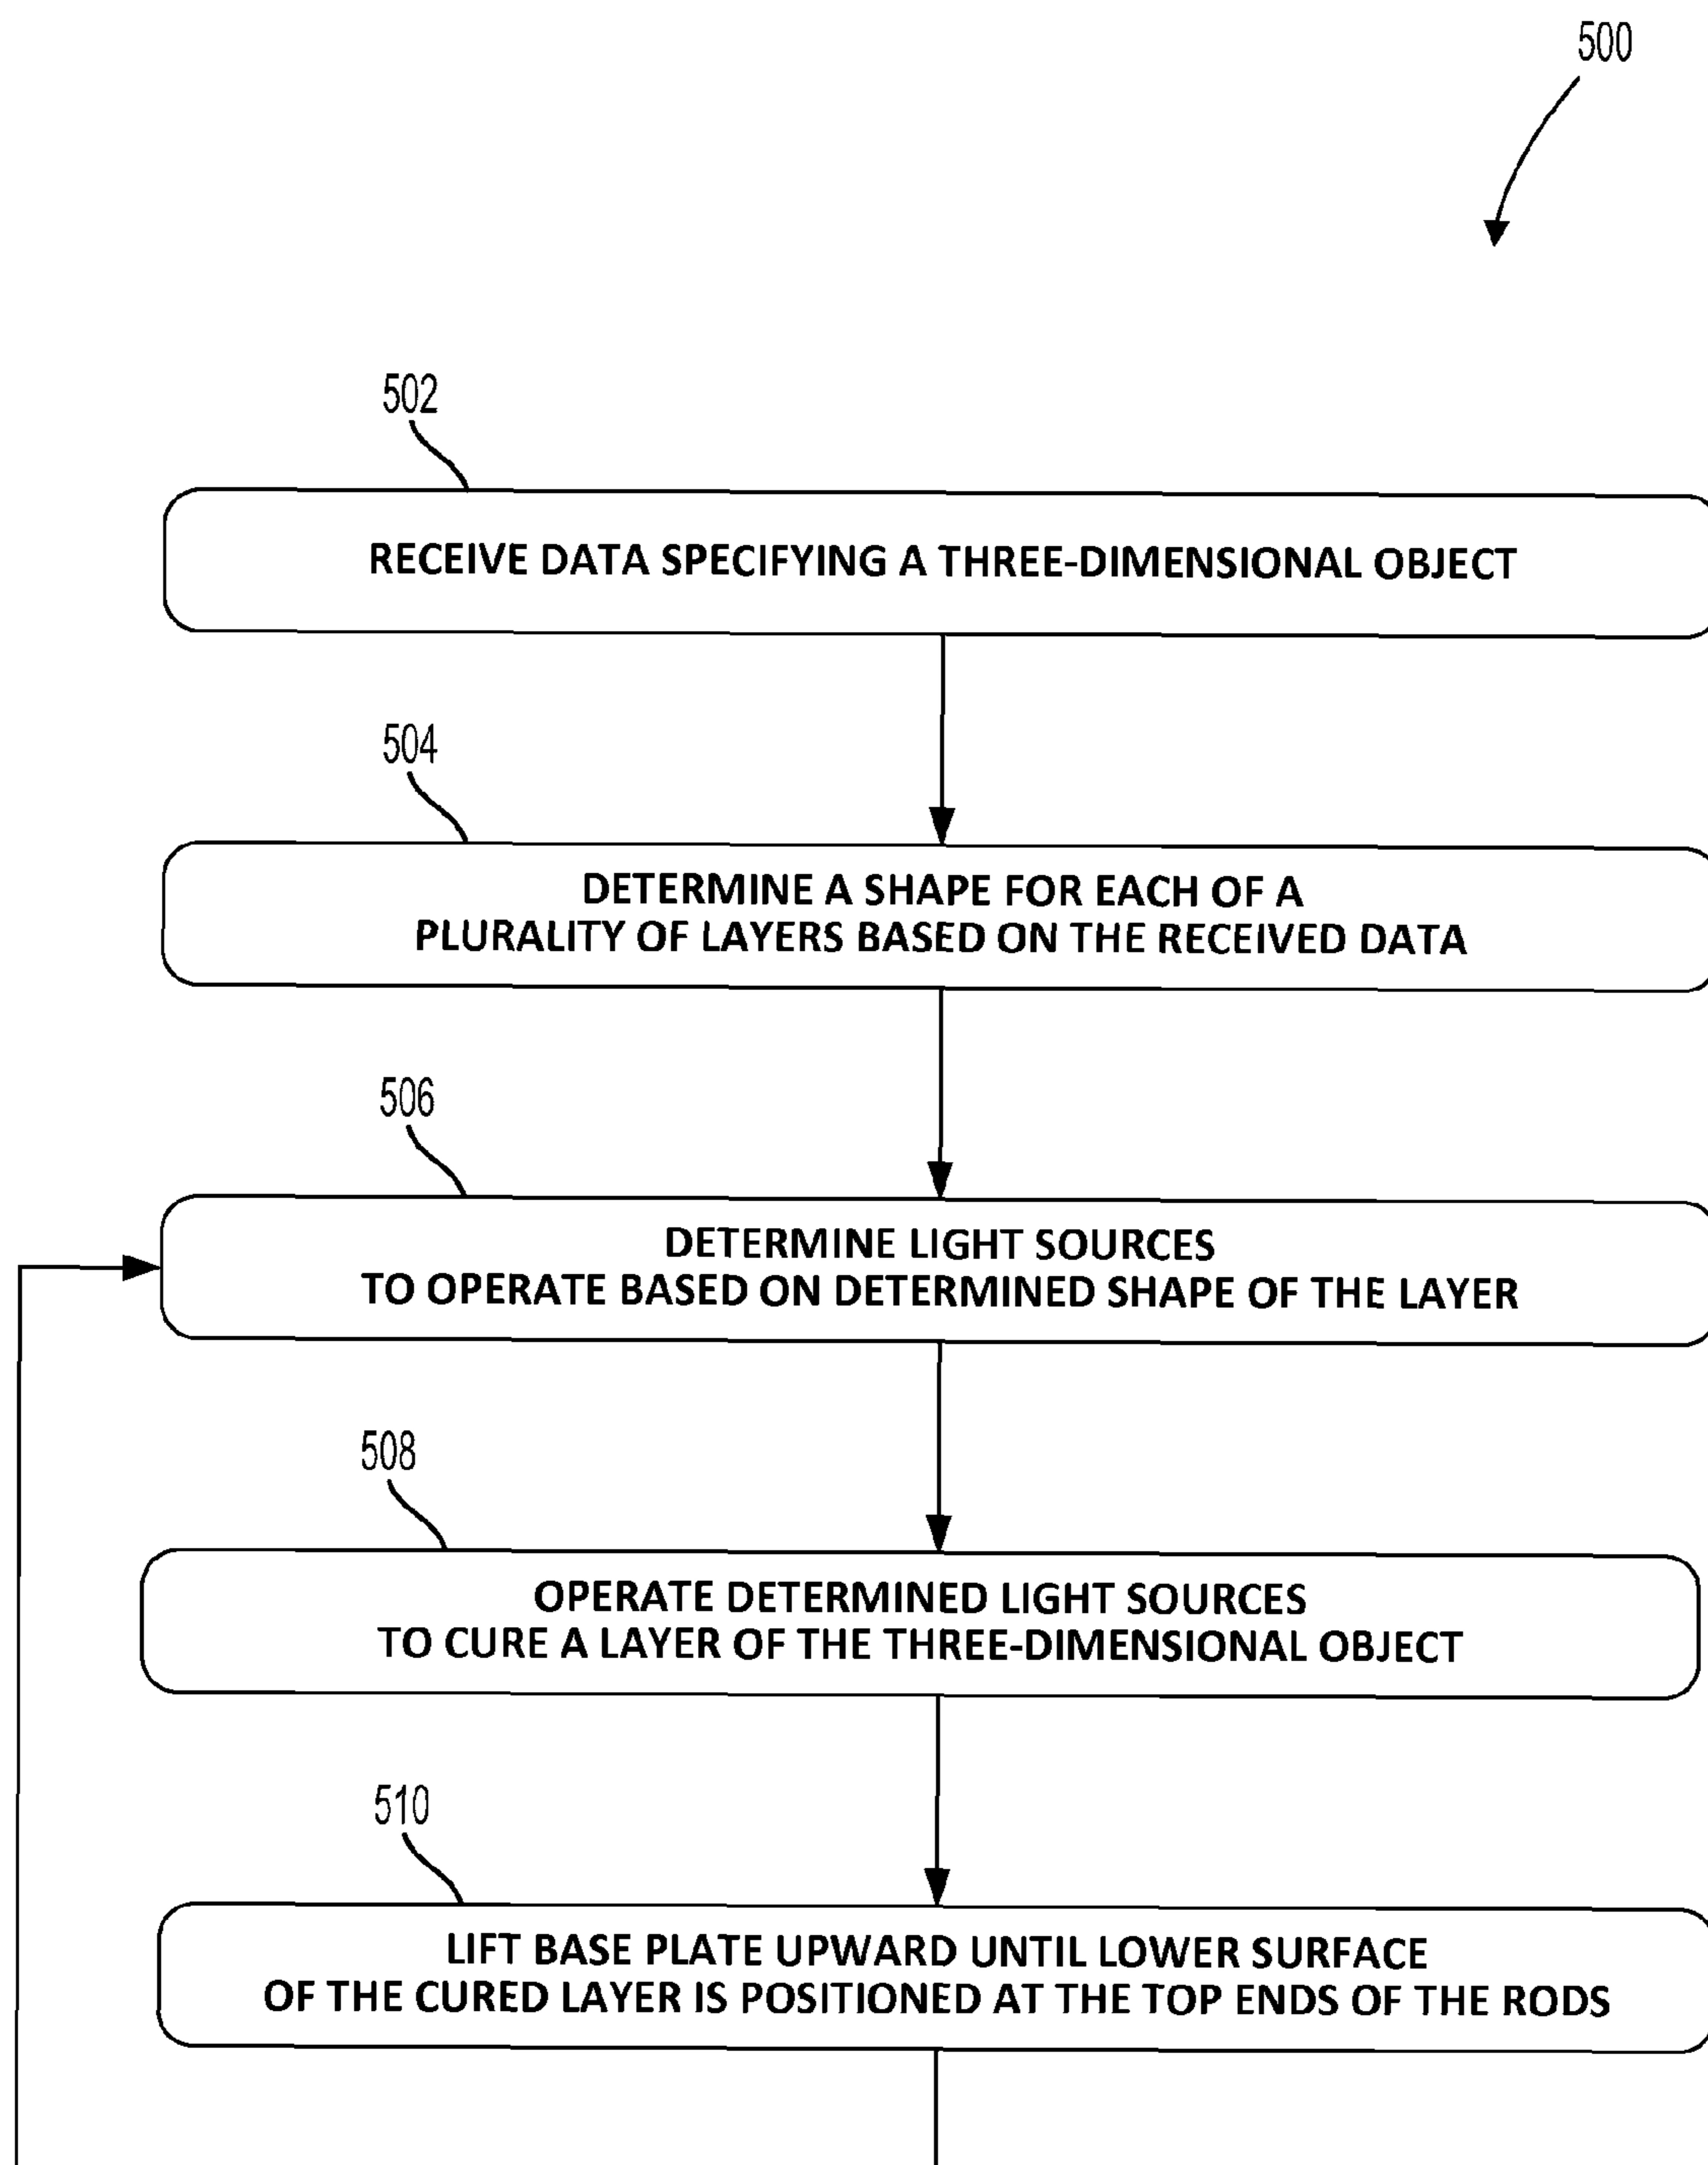 500
502
RECEIVE DATA SPECIFYING A THREE-DIMENSIONAL OBJECT
504
DETERMINE A SHAPE FOR EACH OF A
PLURALITY OF LAYERS BASED ON THE RECEIVED DATA
506
DETERMINE LIGHT SOURCES
TO OPERATE BASED ON DETERMINED SHAPE OF THE LAYER
508
OPERATE DETERMINED LIGHT SOURCES
TO CURE A LAYER OF THE THREE-DIMENSIONAL OBJECT
510
LIFT BASE PLATE UPWARD UNTIL LOWER SURFACE
OF THE CURED LAYER IS POSITIONED AT THE TOP ENDS OF THE RODS